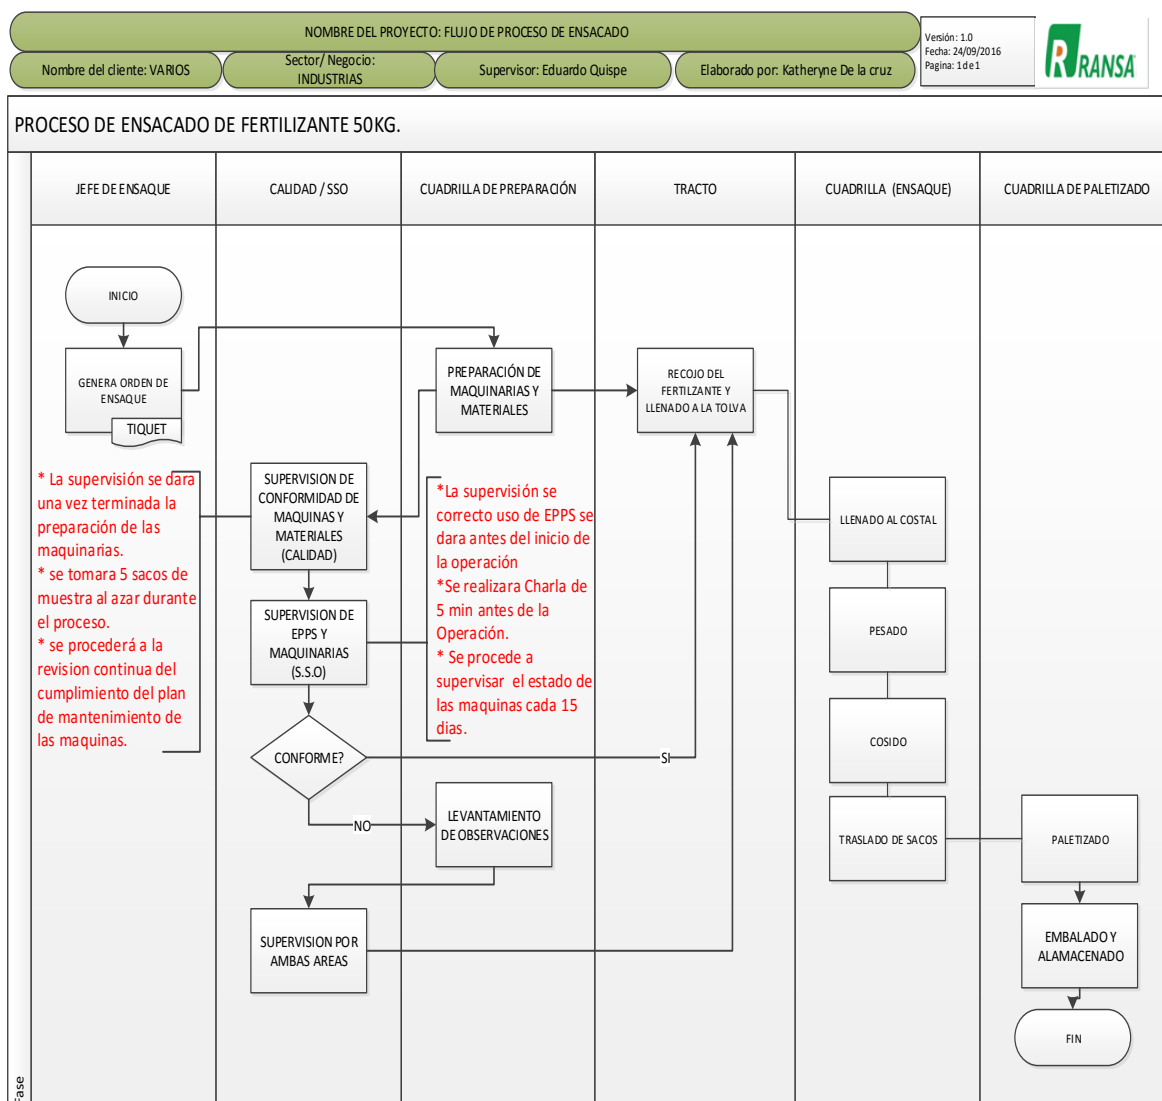 NOMBRE DEL PROYECTO: FLUJO DE PROCESO DE ENSACADO
Nombre del cliente: VARIOS
Sector/ Negocio:
INDUSTRIAS
Supervisor: Eduardo Quispe
Elaborado por: Katheryne De la cruz
Versión: 1.0
Fecha: 24/09/2016
Pagina: 1 de 1
RANSA
PROCESO DE ENSACADO DE FERTILIZANTE 50KG.
JEFE DE ENSAQUE
CALIDAD / SSO
CUADRILLA DE PREPARACIÓN
TRACTO
CUADRILLA (ENSAQUE)
CUADRILLA DE PALETIZADO
INICIO
GENERA ORDEN DE
ENSAQUE
TIQUET
PREPARACIÓN DE
MAQUINARIAS Y
MATERIALES
RECOJO DEL
FERTILZANTE Y
LLENADO A LA TOLVA
* La supervisión se dara
una vez terminada la
preparación de las
maquinarias.
* se tomara 5 sacos de
muestra al azar durante
el proceso.
* se procederá a la
revision continua del
cumplimiento del plan
de mantenimiento de
las maquinas.
SUPERVISION DE
CONFORMIDAD DE
MAQUINAS Y
MATERIALES
(CALIDAD)
SUPERVISION DE
EPPS Y
MAQUINARIAS
(S.S.O)
*La supervisión se
correcto uso de EPPS se
dara antes del inicio de
la operación
*Se realizara Charla de
5 min antes de la
Operación.
* Se procede a
supervisar el estado de
las maquinas cada 15
dias.
CONFORME?
SI
NO
LEVANTAMIENTO
DE OBSERVACIONES
SUPERVISION POR
AMBAS AREAS
LLENADO AL COSTAL
PESADO
COSIDO
TRASLADO DE SACOS
PALETIZADO
EMBALADO Y
ALAMACENADO
FIN
Fase